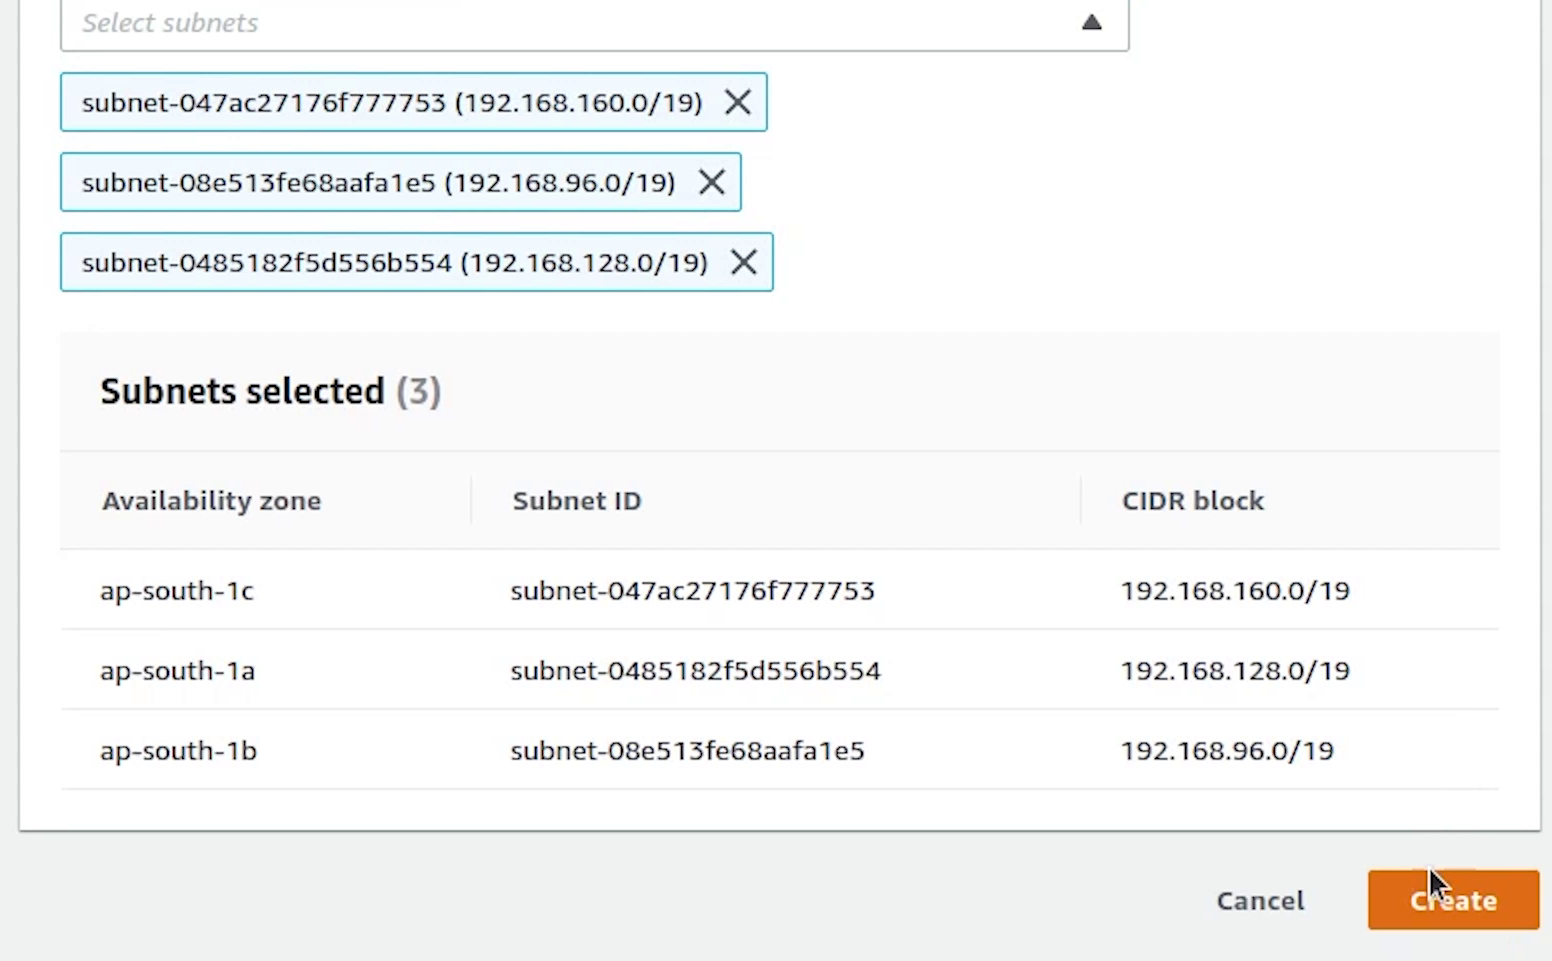 Select subnets
subnet-047ac27176f777753 (192.168.160.0/19)
subnet-08e513fe68aafa1e5 (192.168.96.0/19)
subnet-0485182f5d556b554 (192.168.128.0/19)
Subnets selected (3)
Availability zone Subnet ID CIDR block
ap-south-1c subnet-047ac27176f777753 192.168.160.0/19
ap-south-1a subnet-0485182f5d556b554 192.168.128.0/19
ap-south-1b subnet-08e513fe68aafa1e5 192.168.96.0/19
Cancel Create